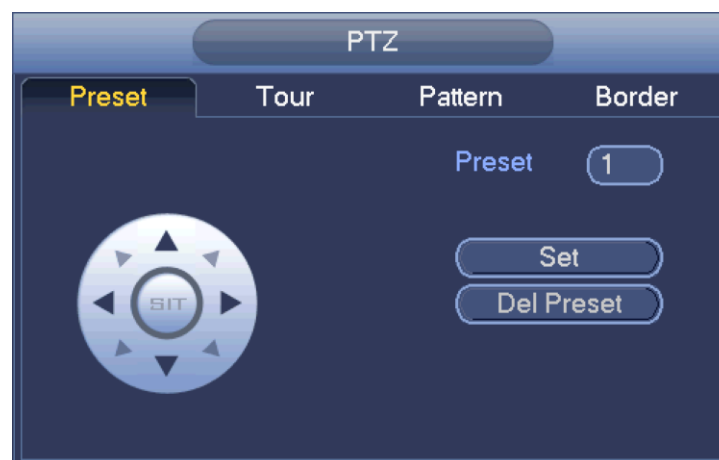 PTZ
Preset Tour Pattern Border
Preset 1
Set
SIT
Del Preset